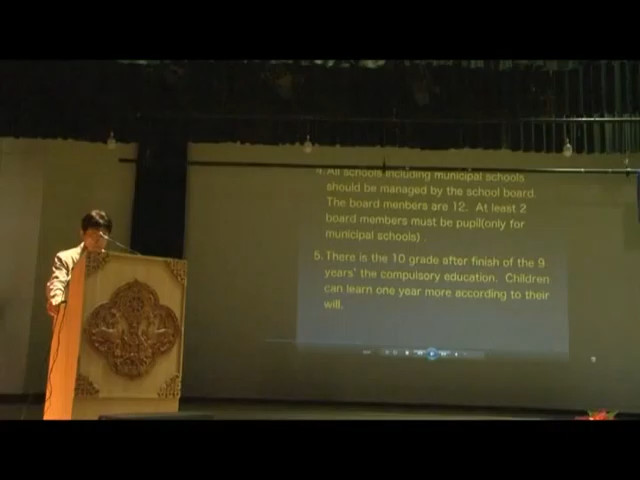 4. All schools including municipal schools
should be managed by the school board.
The board menbers are 12. At least 2
board members must be pupil(only for
municipal schools) .
5. There is the 10 grade after finish of the 9
years' the compulsory education. Children
can learn one year more according to their
will.